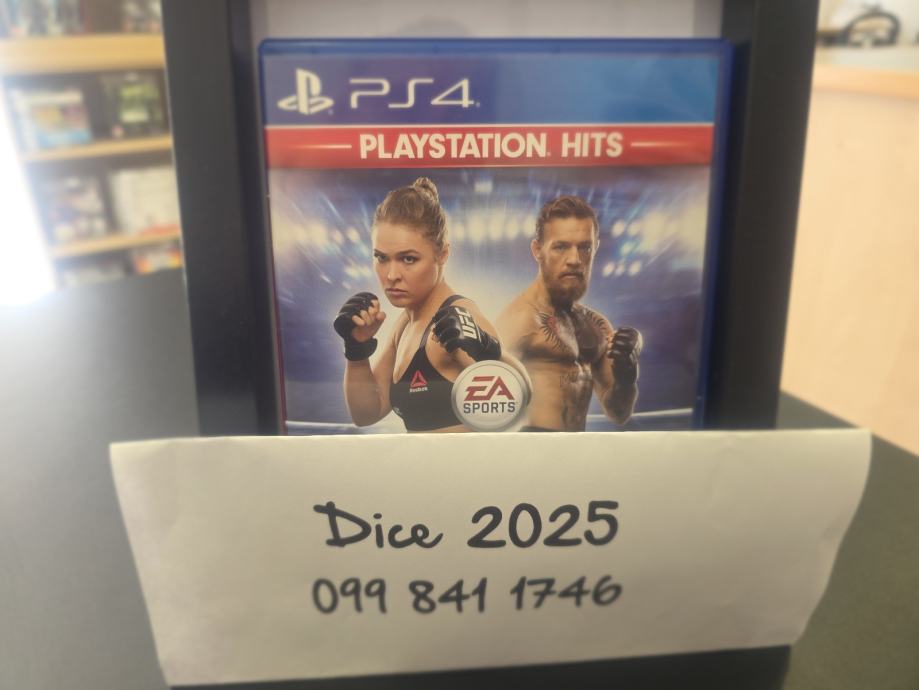 PS4
PLAYSTATION HITS
UFC
Reebok
EA
SPORTS
Dice 2025
099 841 1746